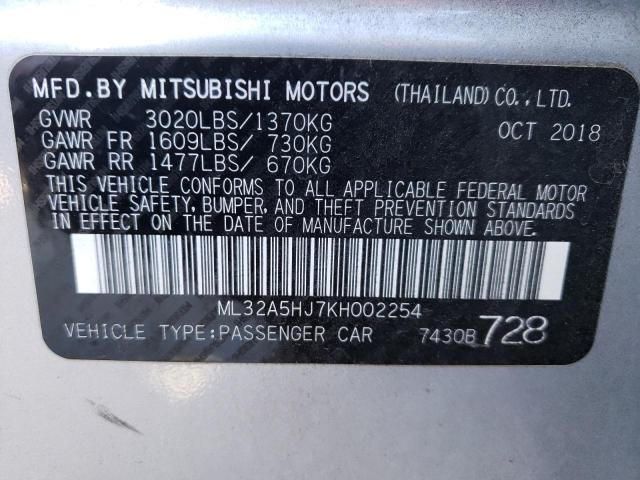 MFD.BY MITSUBISHI MOTORS (THAILAND)CO.,LTD.
GVWR 3020LBS/1370KG OCT 2018
GAWR FR 1609LBS/ 730KG
GAWR RR 1477LBS/ 670KG
THIS VEHICLE CONFORMS TO ALL APPLICABLE FEDERAL MOTOR
VEHICLE SAFETY, BUMPER, AND THEFT PREVENTION STANDARDS
IN EFFECT ON THE DATE OF MANUFACTURE SHOWN ABOVE.
ML32A5HJ7KH002254
VEHICLE TYPE:PASSENGER CAR 7430B 728